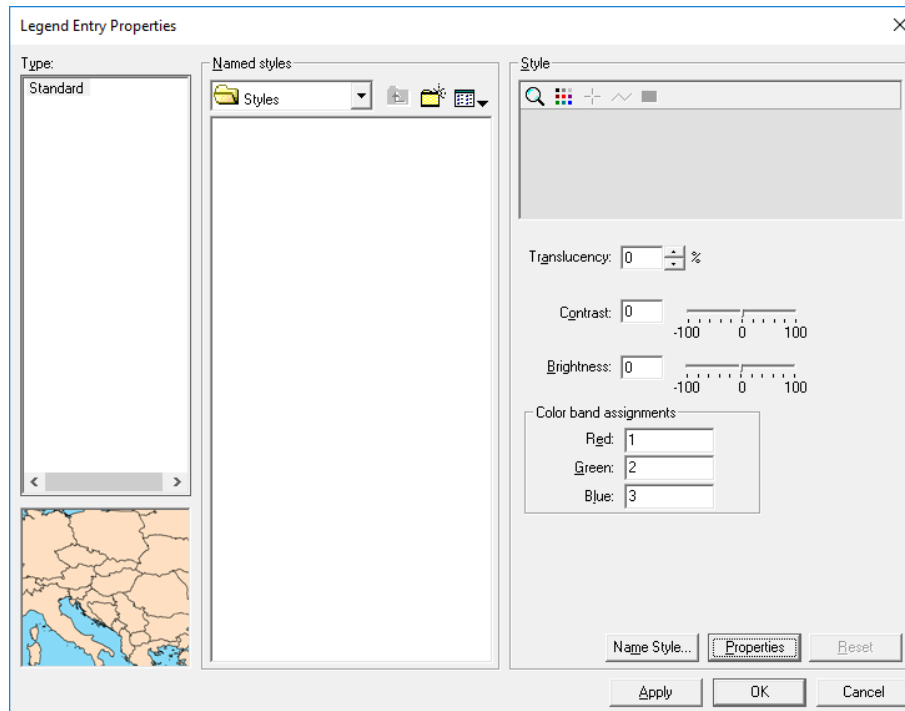 Legend Entry Properties
Type:
Standard
Named styles
Styles
Style
Translucency: 0 %
Contrast: 0
-100 0 100
Brightness: 0
-100 0 100
Color band assignments
Red: 1
Green: 2
Blue: 3
Name Style... Properties Reset
Apply OK Cancel